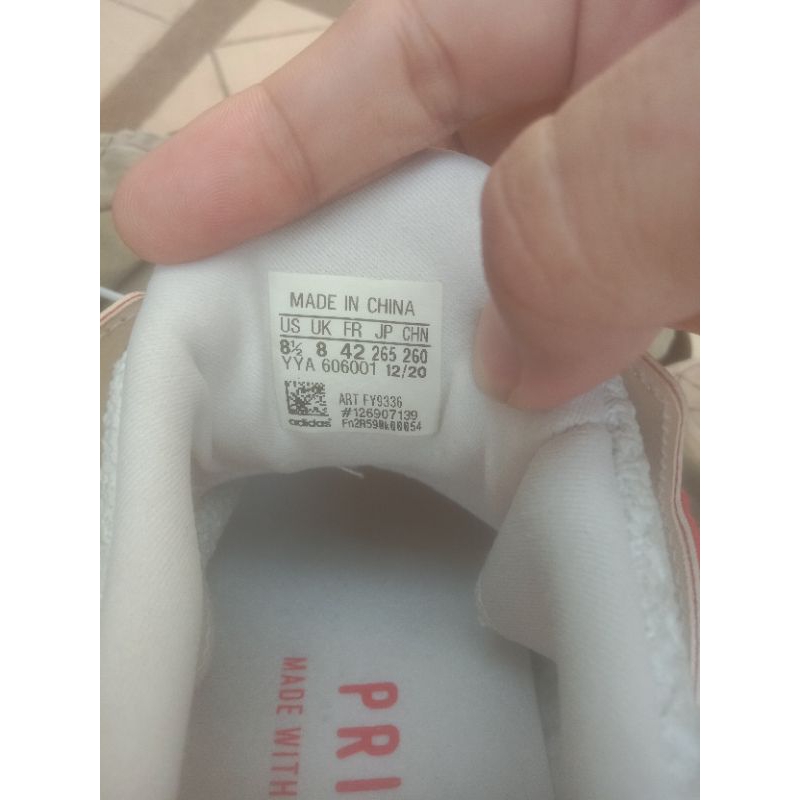 MADE IN CHINA
US UK FR JP CHN
8½ 8 42 265 260
YYA 606001 12/20
ART FY9336
#126907139
adidas
PRI
MADE WITH